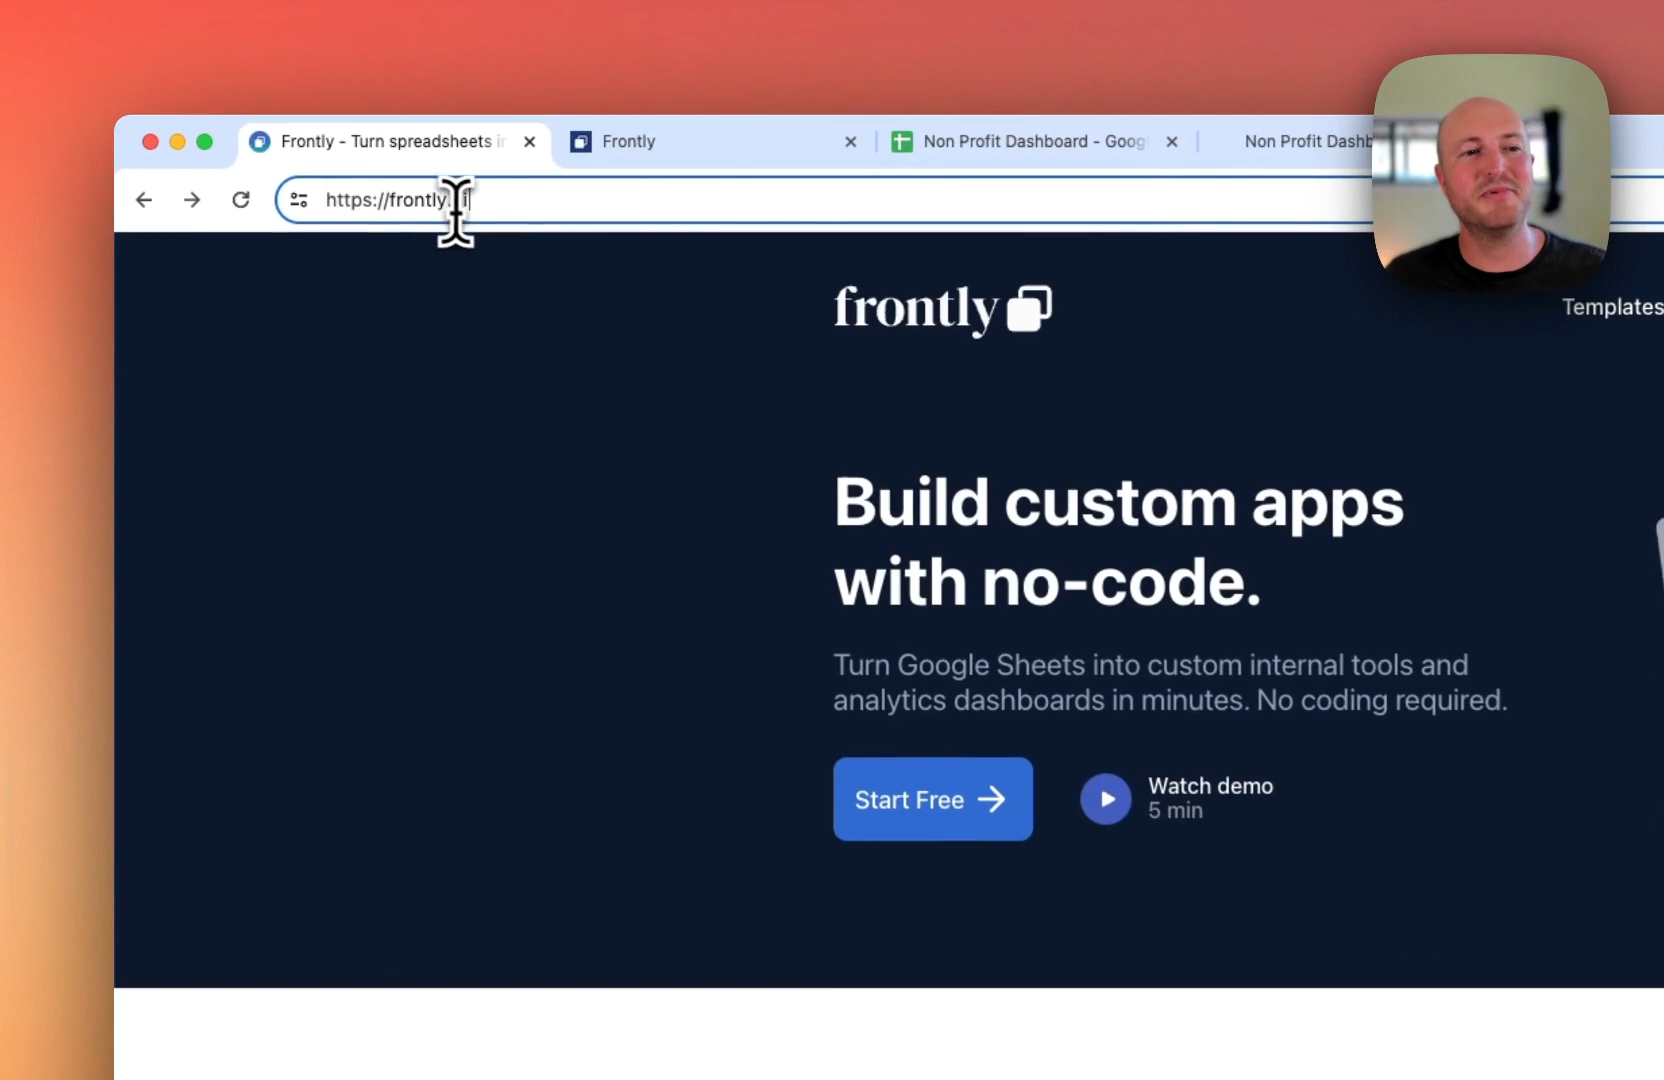 Frontly - Turn spreadsheets in
Frontly
Non Profit Dashboard - Goog
Non Profit Dashb
https://frontly.
frontly
Templates
Build custom apps
with no-code.
Turn Google Sheets into custom internal tools and
analytics dashboards in minutes. No coding required.
Start Free
Watch demo
5 min